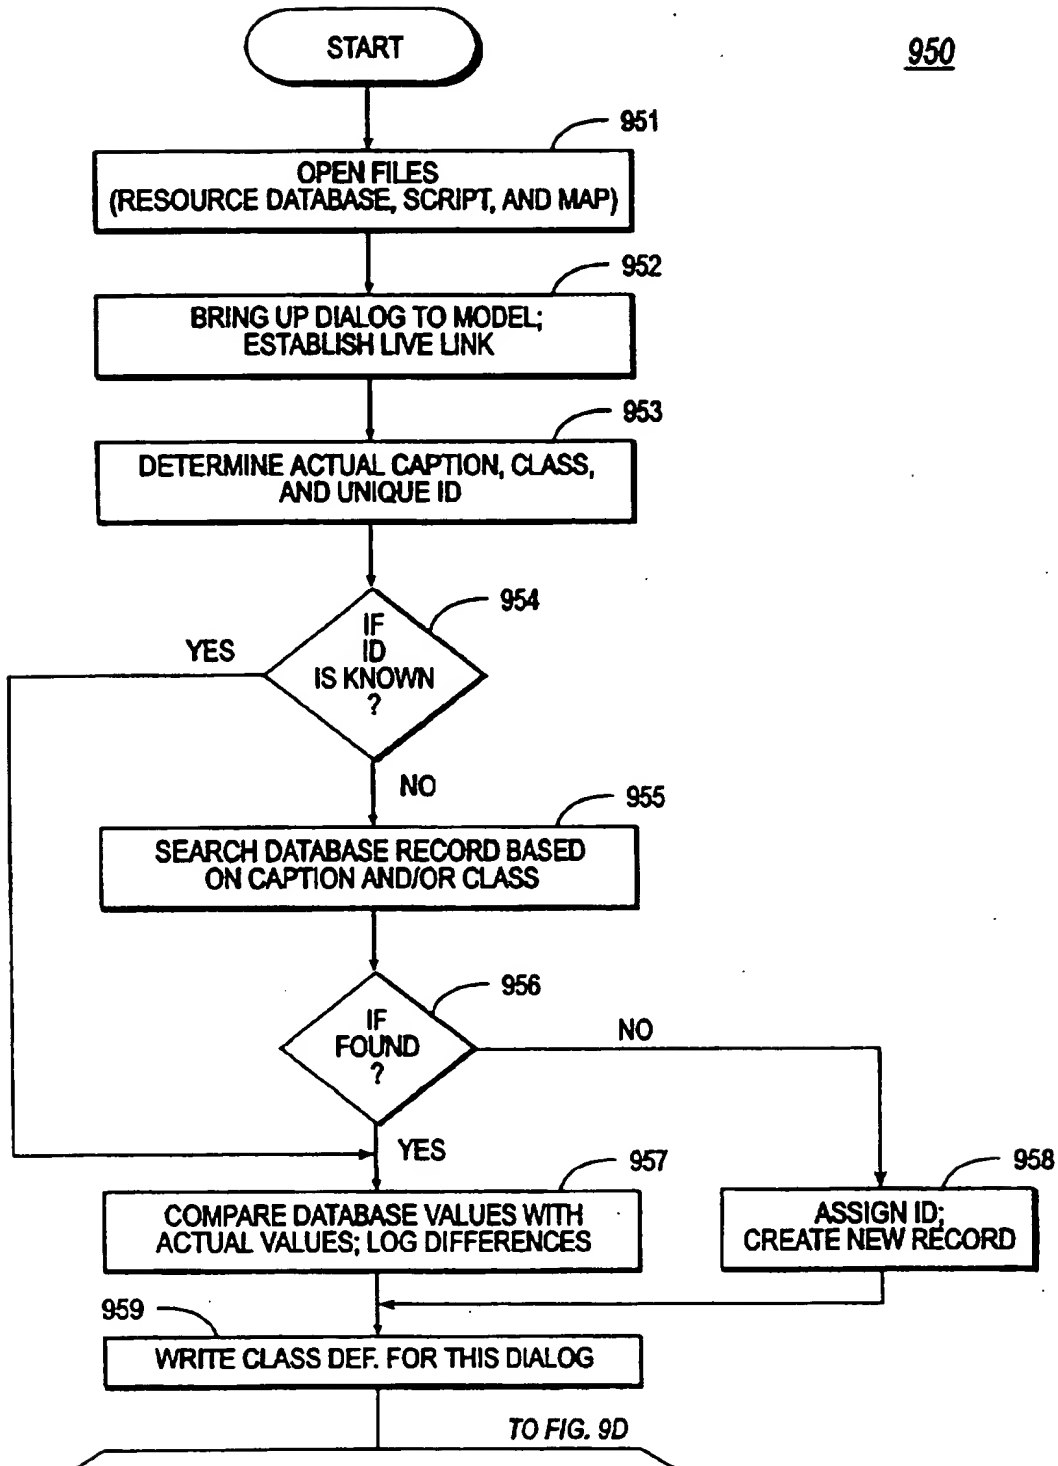 START
950
951
OPEN FILES
(RESOURCE DATABASE, SCRIPT, AND MAP)
952
BRING UP DIALOG TO MODEL;
ESTABLISH LIVE LINK
953
DETERMINE ACTUAL CAPTION, CLASS,
AND UNIQUE ID
954
IF
ID
IS KNOWN
?
YES
NO
955
SEARCH DATABASE RECORD BASED
ON CAPTION AND/OR CLASS
956
IF
FOUND
?
NO
YES
957
COMPARE DATABASE VALUES WITH
ACTUAL VALUES; LOG DIFFERENCES
958
ASSIGN ID;
CREATE NEW RECORD
959
WRITE CLASS DEF. FOR THIS DIALOG
TO FIG. 9D